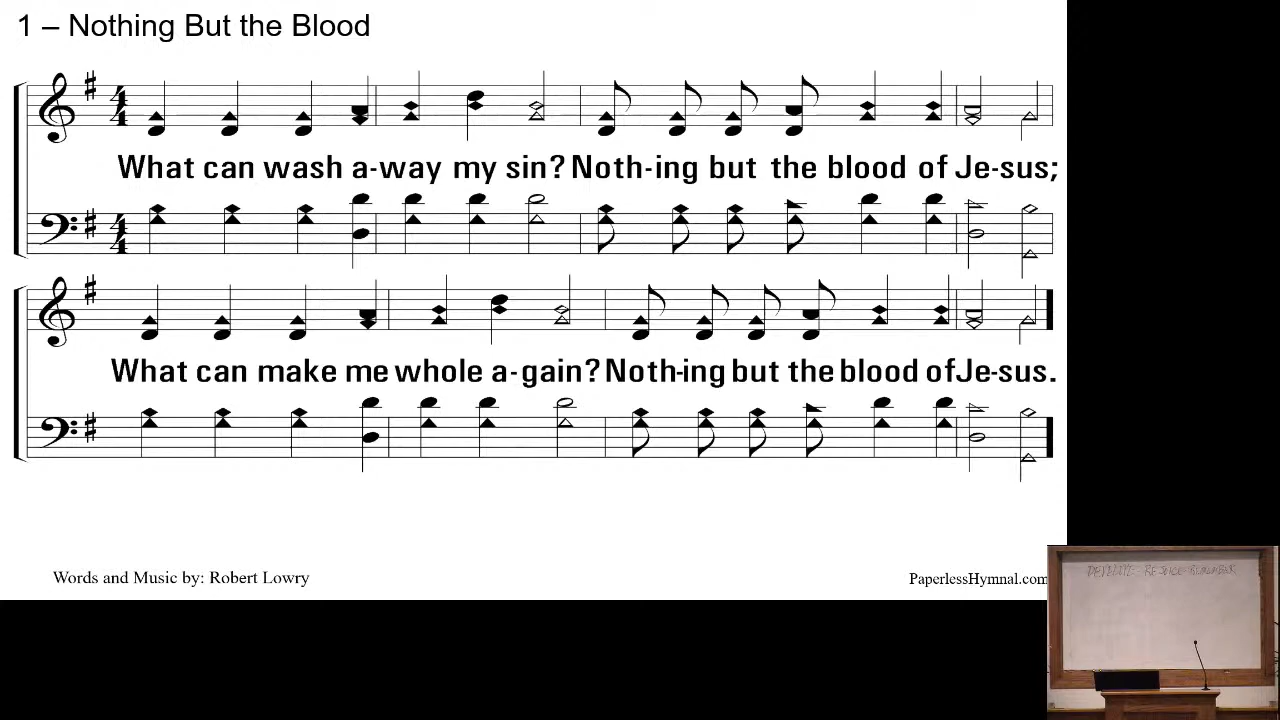 1 – Nothing But the Blood
What can wash a-way my sin? Noth-ing but the blood of Je-sus;
What can make me whole a-gain? Noth-ing but the blood of Je-sus.
Words and Music by: Robert Lowry
PaperlessHymnal.com